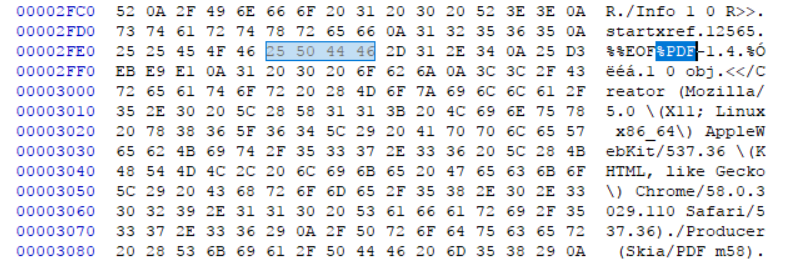 00002FC0 52 0A 2F 49 6E 66 6F 20 31 20 30 20 52 3E 3E 0A R./Info 1 0 R>>.
00002FD0 73 74 61 72 74 78 72 65 66 0A 31 32 35 36 35 0A startxref.12565.
00002FE0 25 25 45 4F 46 25 50 44 46 2D 31 2E 34 0A 25 D3 %%EOF%PDF-1.4.%Ó
00002FF0 EB E9 E1 0A 31 20 30 20 6F 62 6A 0A 3C 3C 2F 43 ëéá.1 0 obj.<</C
00003000 72 65 61 74 6F 72 20 28 4D 6F 7A 69 6C 6C 61 2F reator (Mozilla/
00003010 35 2E 30 20 5C 28 58 31 31 3B 20 4C 69 6E 75 78 5.0 \(X11; Linux
00003020 20 78 38 36 5F 36 34 5C 29 20 41 70 70 6C 65 57  x86_64\) AppleW
00003030 65 62 4B 69 74 2F 35 33 37 2E 33 36 20 5C 28 4B ebKit/537.36 \(K
00003040 48 54 4D 4C 2C 20 6C 69 6B 65 20 47 65 63 6B 6F HTML, like Gecko
00003050 5C 29 20 43 68 72 6F 6D 65 2F 35 38 2E 30 2E 33 \) Chrome/58.0.3
00003060 30 32 39 2E 31 31 30 20 53 61 66 61 72 69 2F 35 029.110 Safari/5
00003070 33 37 2E 33 36 29 0A 2F 50 72 6F 64 75 63 65 72 37.36)./Producer
00003080 20 28 53 6B 69 61 2F 50 44 46 20 6D 35 38 29 0A  (Skia/PDF m58).